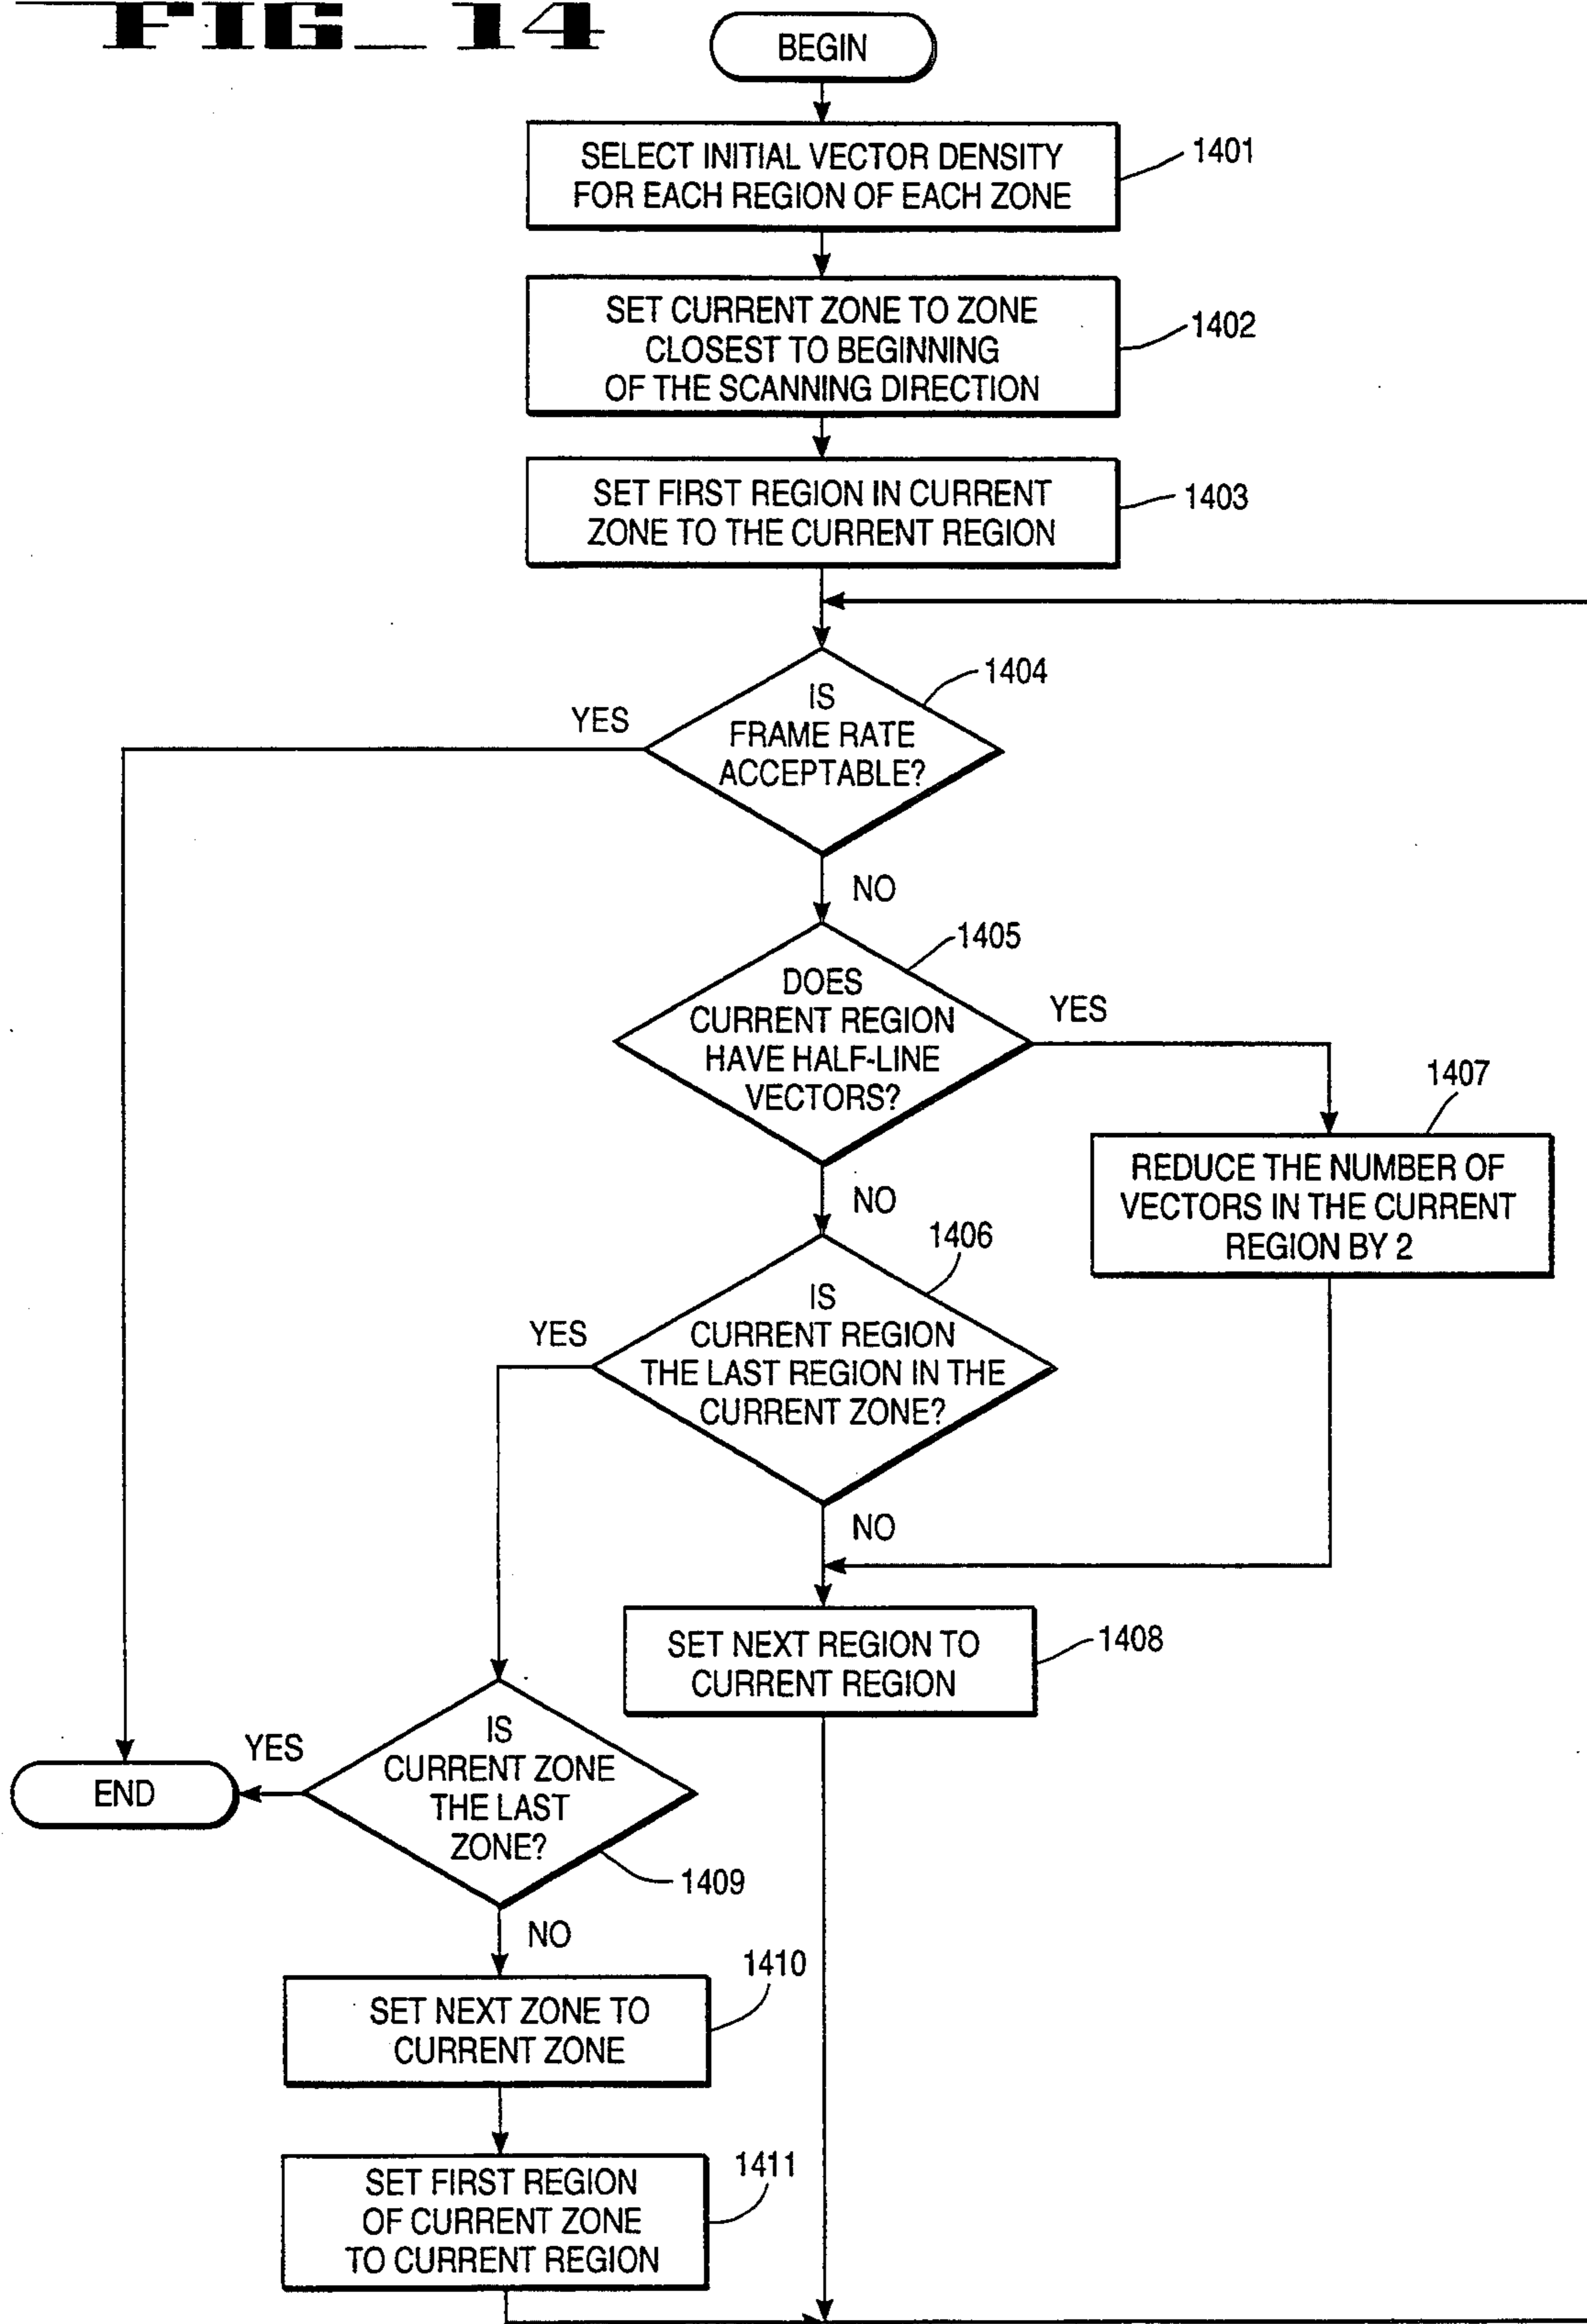 FIG_ 14
BEGIN
SELECT INITIAL VECTOR DENSITY
FOR EACH REGION OF EACH ZONE
1401
SET CURRENT ZONE TO ZONE
CLOSEST TO BEGINNING
OF THE SCANNING DIRECTION
1402
SET FIRST REGION IN CURRENT
ZONE TO THE CURRENT REGION
1403
IS
FRAME RATE
ACCEPTABLE?
1404
YES
NO
DOES
CURRENT REGION
HAVE HALF-LINE
VECTORS?
1405
YES
NO
1407
REDUCE THE NUMBER OF
VECTORS IN THE CURRENT
REGION BY 2
IS
CURRENT REGION
THE LAST REGION IN THE
CURRENT ZONE?
1406
YES
NO
SET NEXT REGION TO
CURRENT REGION
1408
IS
CURRENT ZONE
THE LAST
ZONE?
1409
YES
END
NO
SET NEXT ZONE TO
CURRENT ZONE
1410
SET FIRST REGION
OF CURRENT ZONE
TO CURRENT REGION
1411